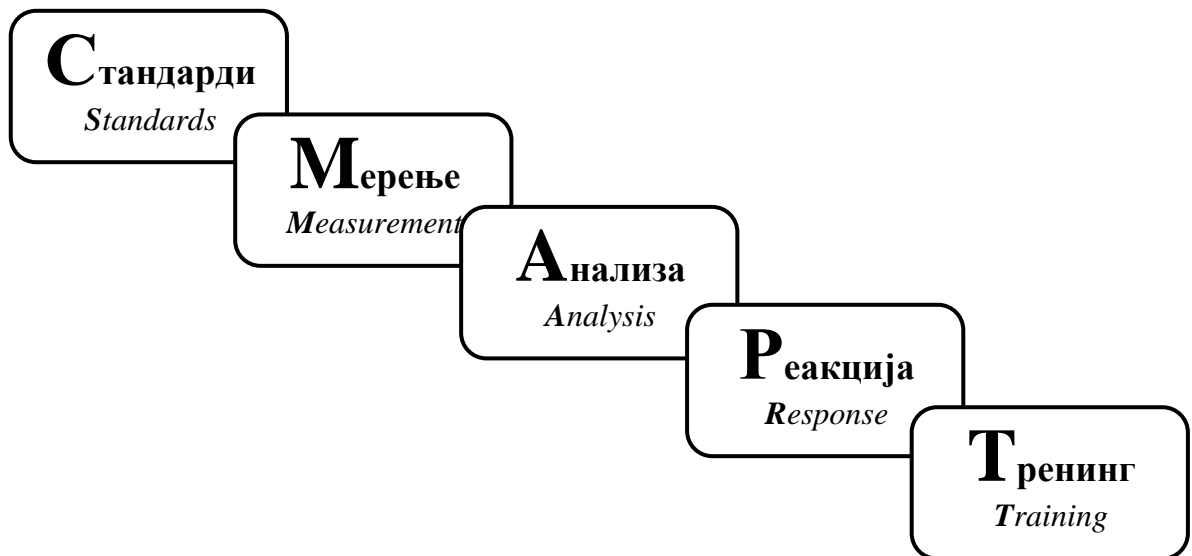 Стандарди
Standards
Мерење
Measurement
Анализа
Analysis
Реакција
Response
Тренинг
Training